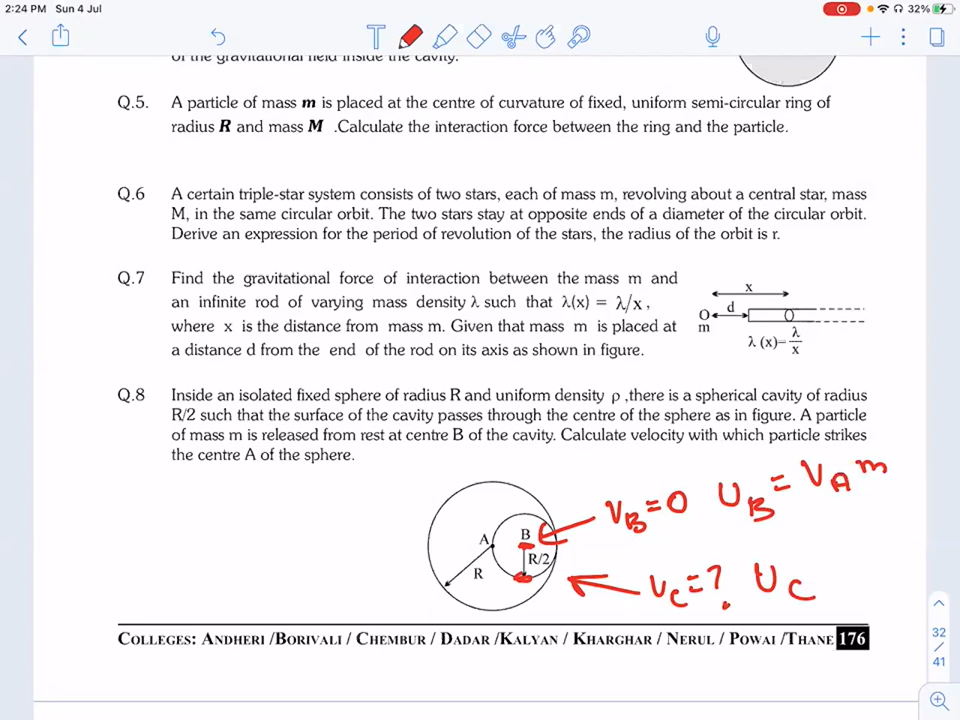 2:24 PM Sun 4 Jul
32%
of the gravitational field inside the cavity.
Q.5. A particle of mass m is placed at the centre of curvature of fixed, uniform semi-circular ring of
radius R and mass M .Calculate the interaction force between the ring and the particle.
Q.6 A certain triple-star system consists of two stars, each of mass m, revolving about a central star, mass
M, in the same circular orbit. The two stars stay at opposite ends of a diameter of the circular orbit.
Derive an expression for the period of revolution of the stars, the radius of the orbit is r.
Q.7 Find the gravitational force of interaction between the mass m and
an infinite rod of varying mass density λ such that λ(x) = λ/x ,
where x is the distance from mass m. Given that mass m is placed at
a distance d from the end of the rod on its axis as shown in figure.
x
O d
m
λ (x)= λ/x
Q.8 Inside an isolated fixed sphere of radius R and uniform density ρ ,there is a spherical cavity of radius
R/2 such that the surface of the cavity passes through the centre of the sphere as in figure. A particle
of mass m is released from rest at centre B of the cavity. Calculate velocity with which particle strikes
the centre A of the sphere.
A B
R/2
R
V_B = 0 U_B = V_A m
V_C = ? U_C
COLLEGES: ANDHERI /BORIVALI / CHEMBUR / DADAR /KALYAN / KHARGHAR / NERUL / POWAI /THANE 176
32
/
41